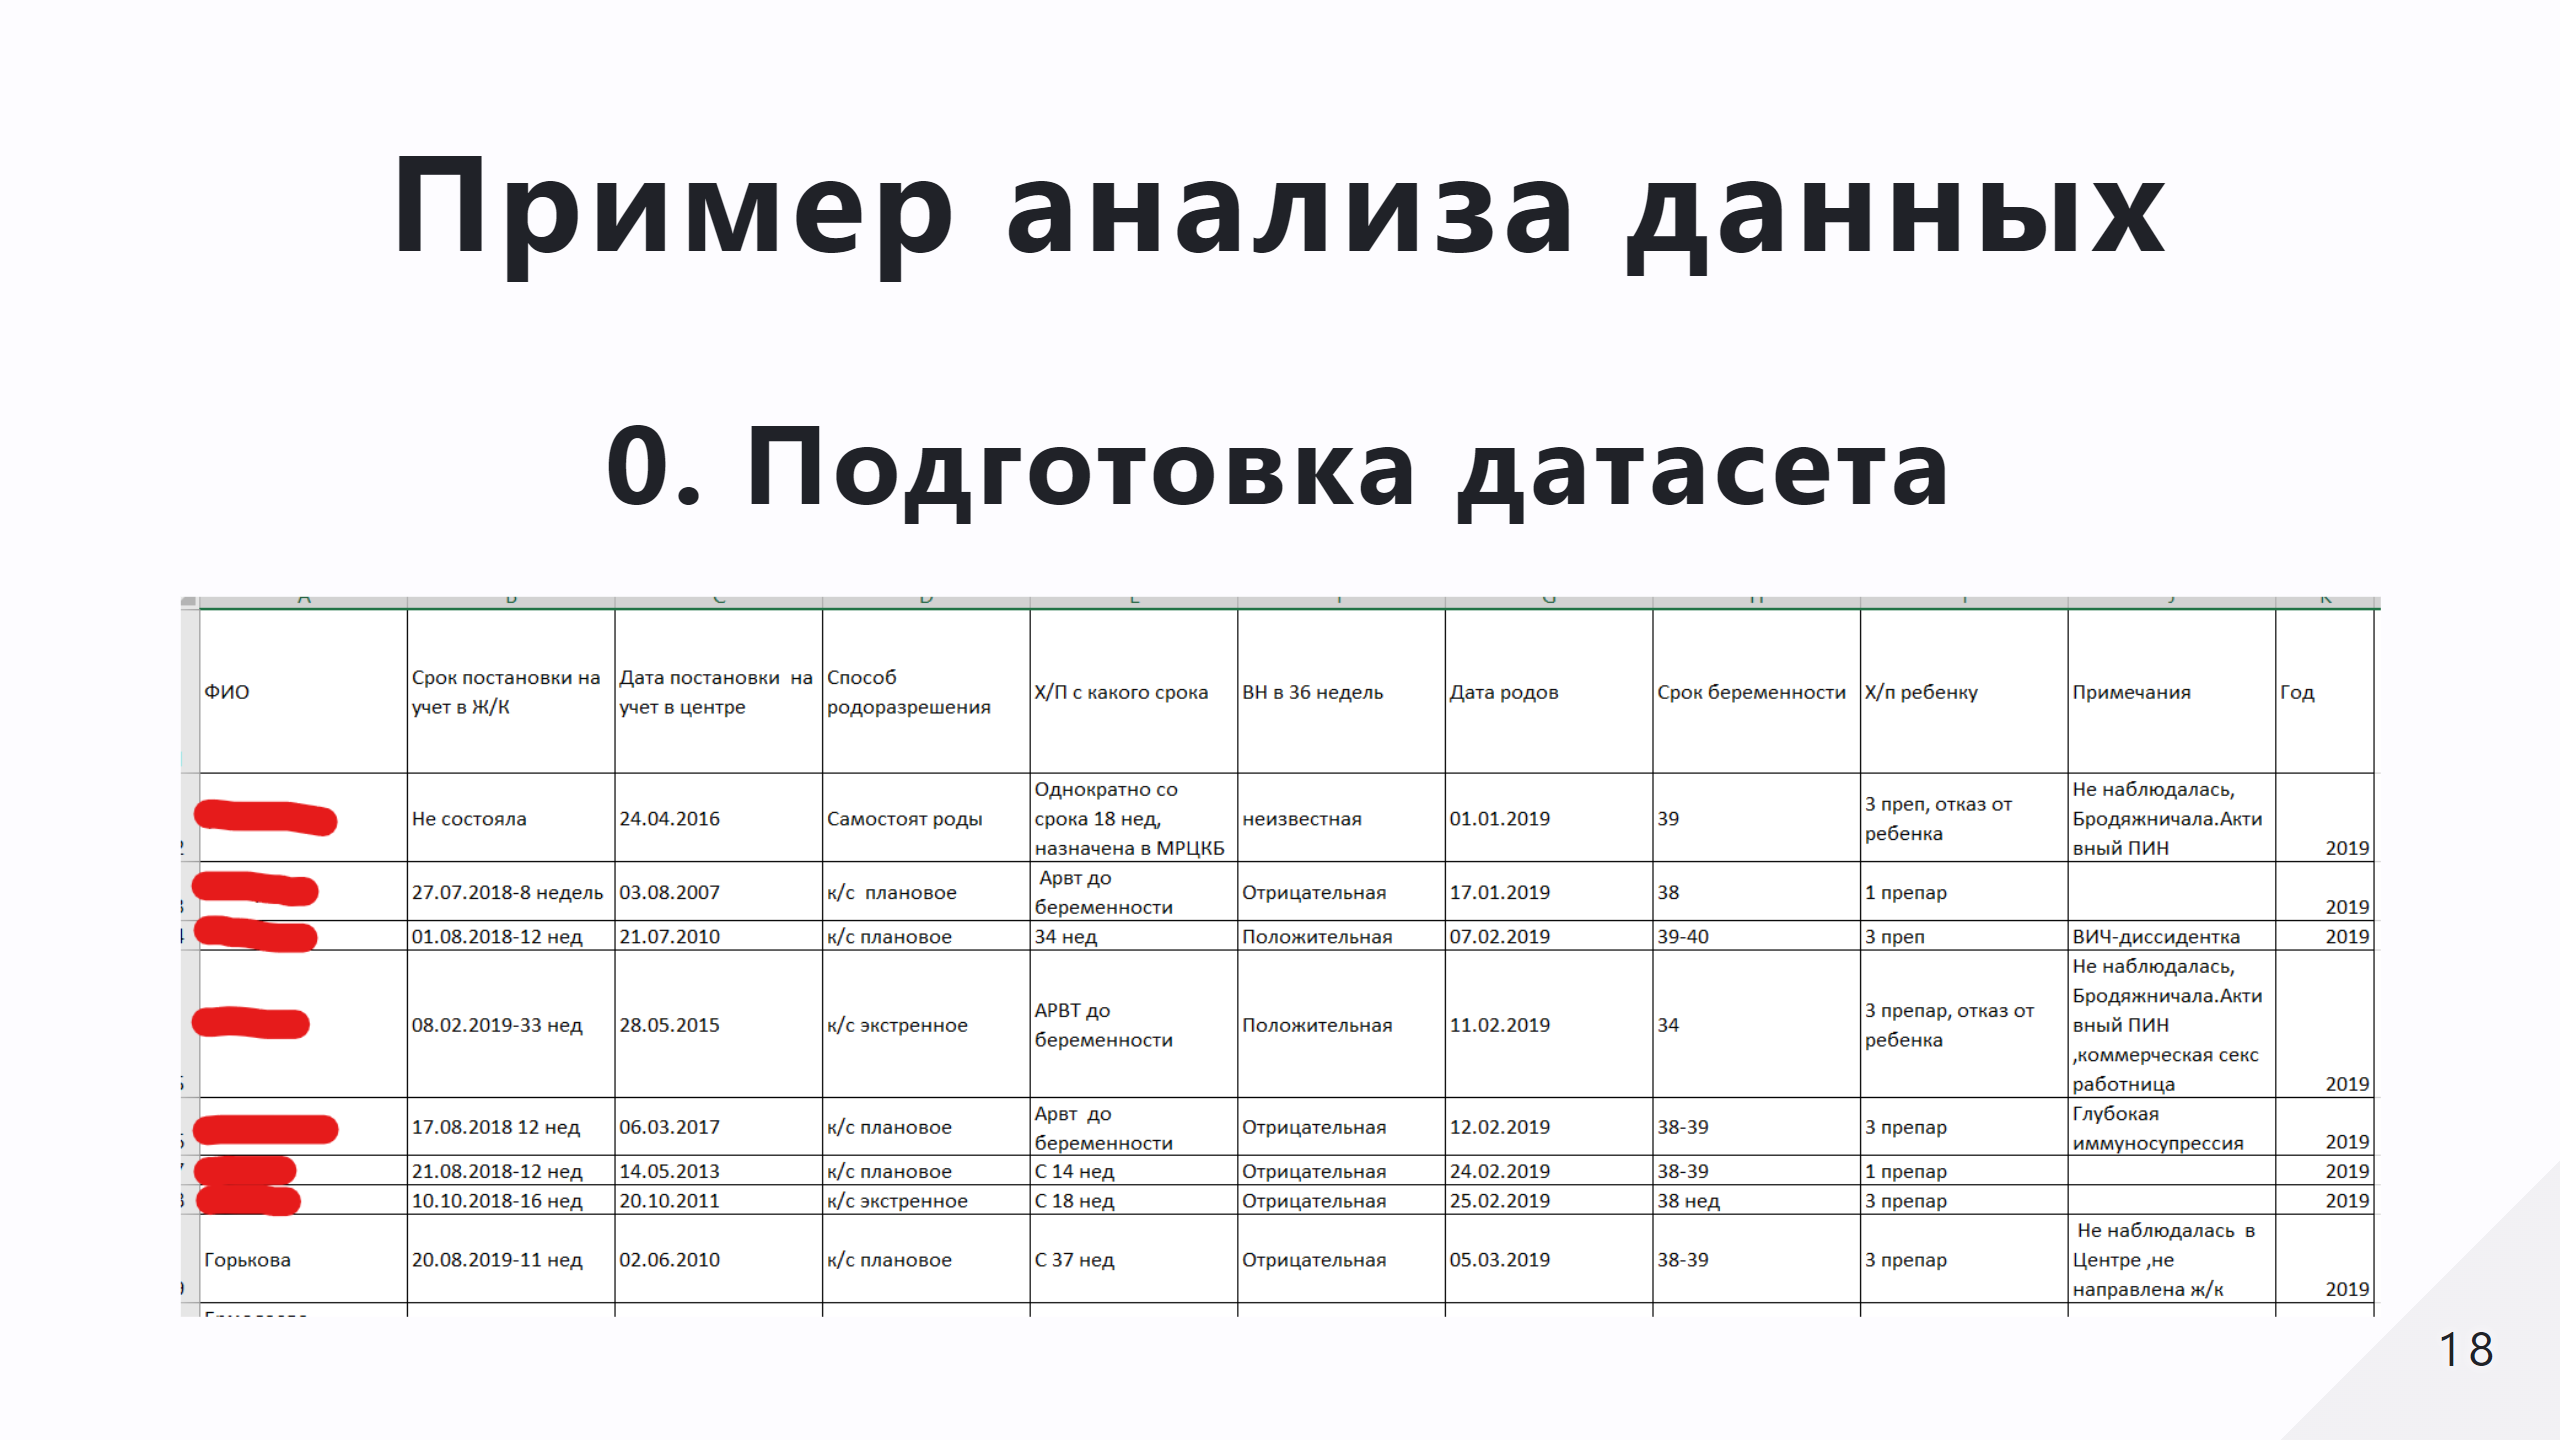 Пример анализа данных
0. Подготовка датасета
ФИО
Срок постановки на
учет в Ж/К
Дата постановки  на
учет в центре
Способ
родоразрешения
Х/П с какого срока
ВН в 36 недель
Дата родов
Срок беременности
Х/п ребенку
Примечания
Год
Не состояла
24.04.2016
Самостоят роды
Однократно со
срока 18 нед,
назначена в МРЦКБ
неизвестная
01.01.2019
39
3 преп, отказ от
ребенка
Не наблюдалась,
Бродяжничала.Акти
вный ПИН
2019
27.07.2018-8 недель
03.08.2007
к/с  плановое
Арвт до
беременности
Отрицательная
17.01.2019
38
1 препар
2019
01.08.2018-12 нед
21.07.2010
к/с плановое
34 нед
Положительная
07.02.2019
39-40
3 преп
ВИЧ-диссидентка
2019
08.02.2019-33 нед
28.05.2015
к/с экстренное
АРВТ до
беременности
Положительная
11.02.2019
34
3 препар, отказ от
ребенка
Не наблюдалась,
Бродяжничала.Акти
вный ПИН
,коммерческая секс
работница
2019
17.08.2018 12 нед
06.03.2017
к/с плановое
Арвт  до
беременности
Отрицательная
12.02.2019
38-39
3 препар
Глубокая
иммуносупрессия
2019
21.08.2018-12 нед
14.05.2013
к/с плановое
С 14 нед
Отрицательная
24.02.2019
38-39
1 препар
2019
10.10.2018-16 нед
20.10.2011
к/с экстренное
С 18 нед
Отрицательная
25.02.2019
38 нед
3 препар
2019
Горькова
20.08.2019-11 нед
02.06.2010
к/с плановое
С 37 нед
Отрицательная
05.03.2019
38-39
3 препар
Не наблюдалась  в
Центре ,не
направлена ж/к
2019
18